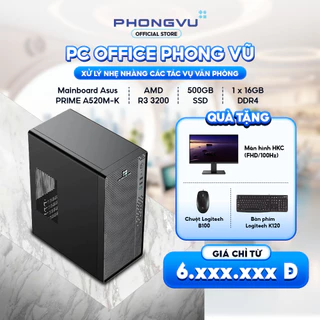 PHONGVU
OFFICIAL STORE
PC OFFICE PHONG VŨ
XỬ LÝ NHẸ NHÀNG CÁC TÁC VỤ VĂN PHÒNG
Mainboard Asus
PRIME A520M-K
AMD
R3 3200
500GB
SSD
1 x 16GB
DDR4
QUÀ TẶNG
Màn hình HKC
(FHD/100Hz)
Chuột Logitech
B100
Bàn phím
Logitech K120
GIÁ CHỈ TỪ
6.xxx.xxx Đ